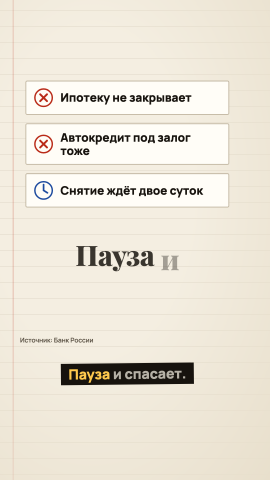 Ипотеку не закрывает
Автокредит под залог
тоже
Снятие ждёт двое суток
Пауза и
Источник: Банк России
Пауза и спасает.